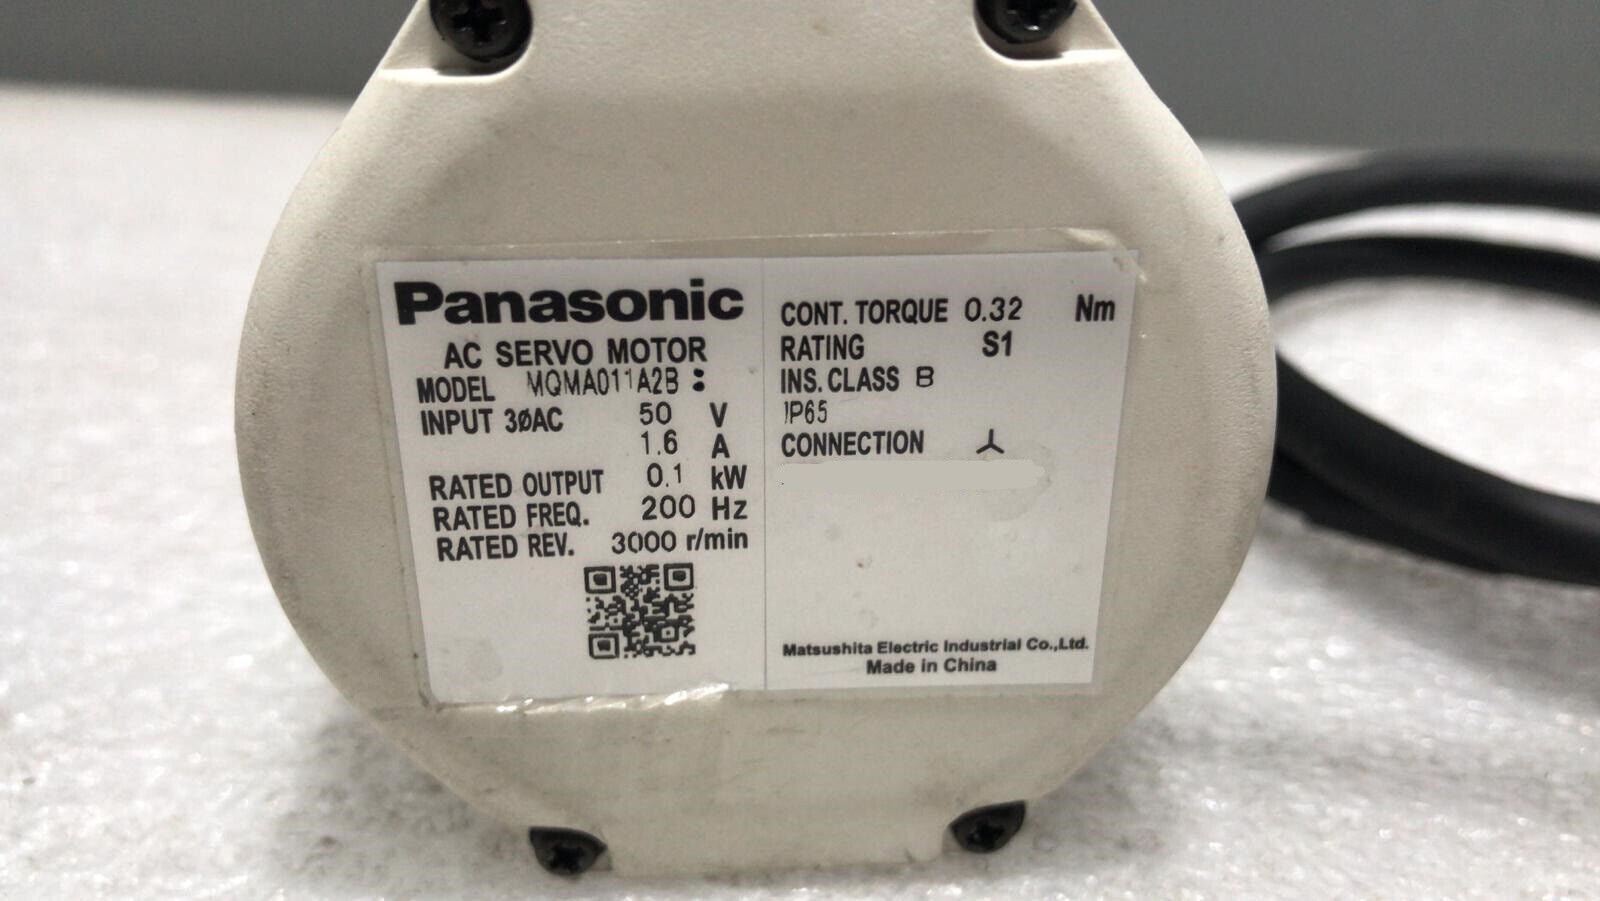 Panasonic
AC SERVO MOTOR
MODEL MQMA011A2B :
INPUT 3øAC 50 V
1.6 A
RATED OUTPUT 0.1 kW
RATED FREQ. 200 Hz
RATED REV. 3000 r/min
CONT. TORQUE 0.32 Nm
RATING S1
INS. CLASS B
IP65
CONNECTION
Matsushita Electric Industrial Co.,Ltd.
Made in China